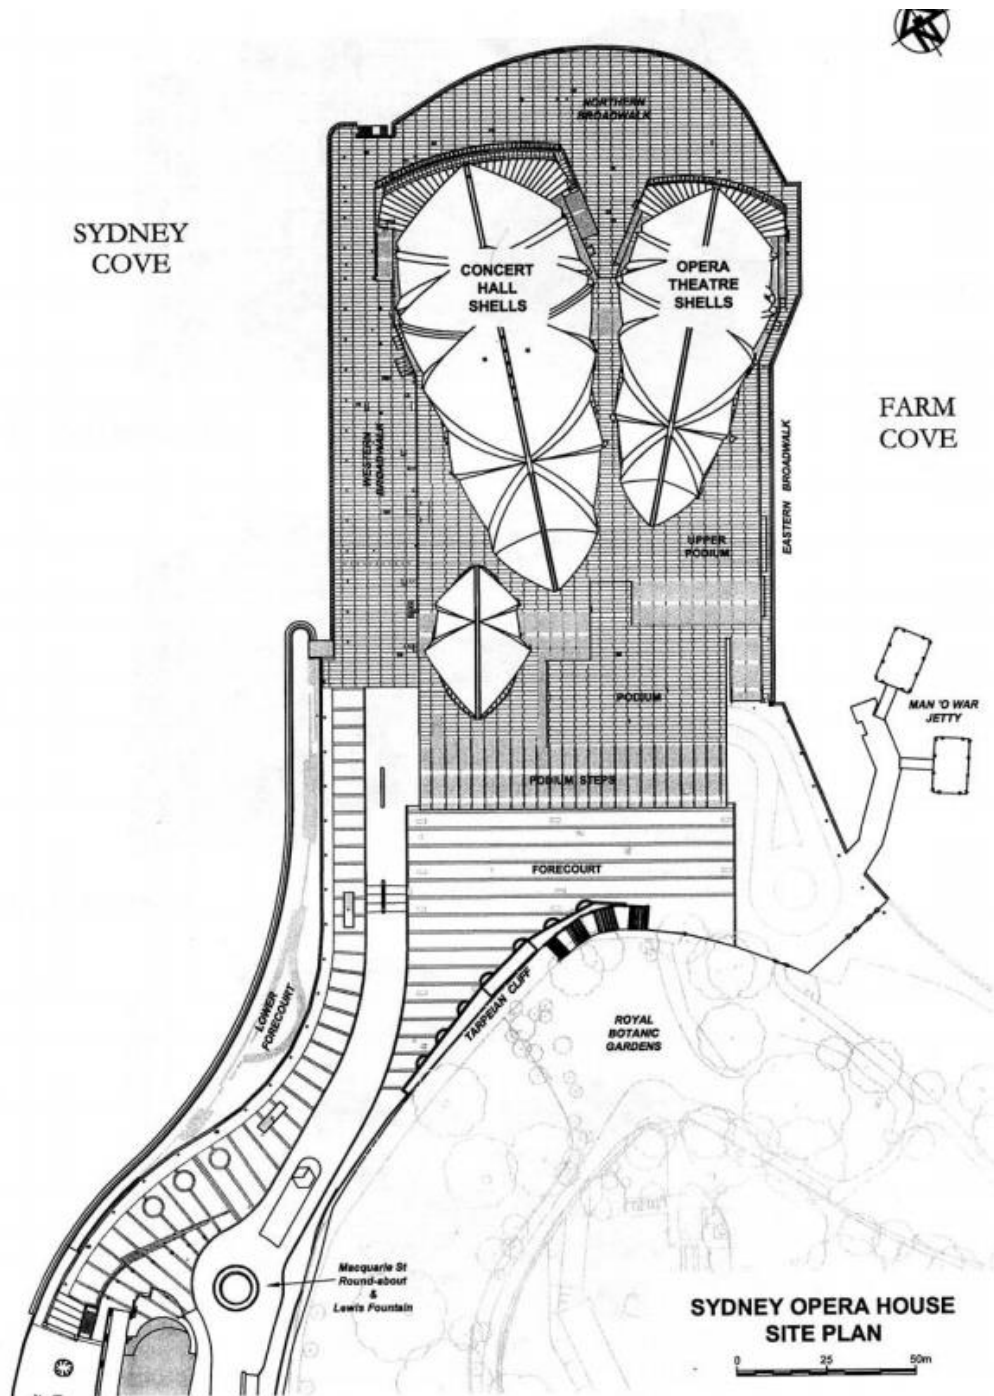 N
NORTHERN
BROADWALK
SYDNEY
COVE
CONCERT
HALL
SHELLS
OPERA
THEATRE
SHELLS
FARM
COVE
WESTERN
BROADWALK
EASTERN BROADWALK
UPPER
PODIUM
PODIUM
MAN 'O WAR
JETTY
PODIUM STEPS
FORECOURT
TARPEIAN CLIFF
LOWER
FORECOURT
ROYAL
BOTANIC
GARDENS
Macquarie St
Round-about
&
Lewis Fountain
SYDNEY OPERA HOUSE
SITE PLAN
0 25 50m